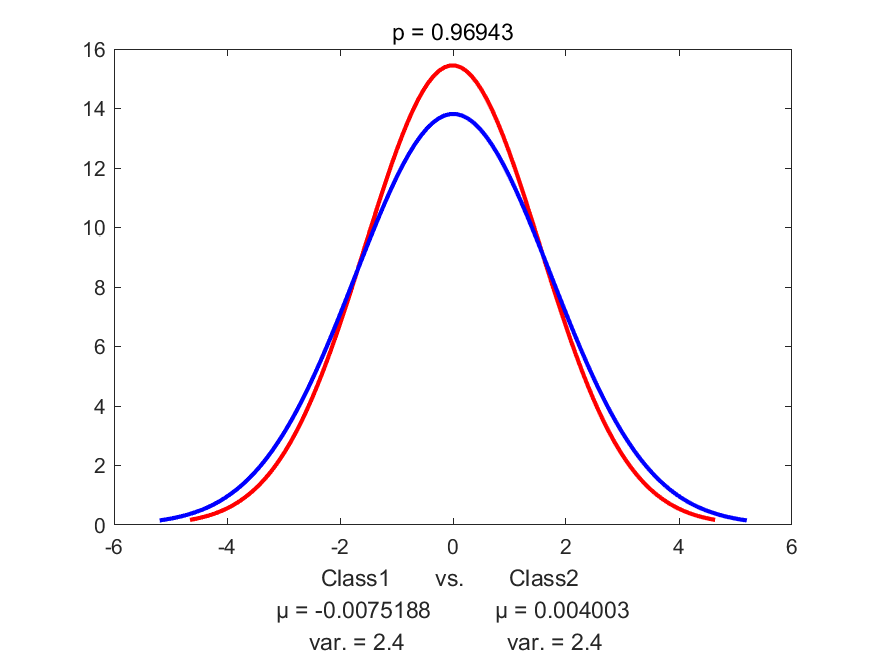 p = 0.96943
16
14
12
10
8
6
4
2
0
-6 -4 -2 0 2 4 6
Class1 vs. Class2
μ = -0.0075188 μ = 0.004003
var. = 2.4 var. = 2.4